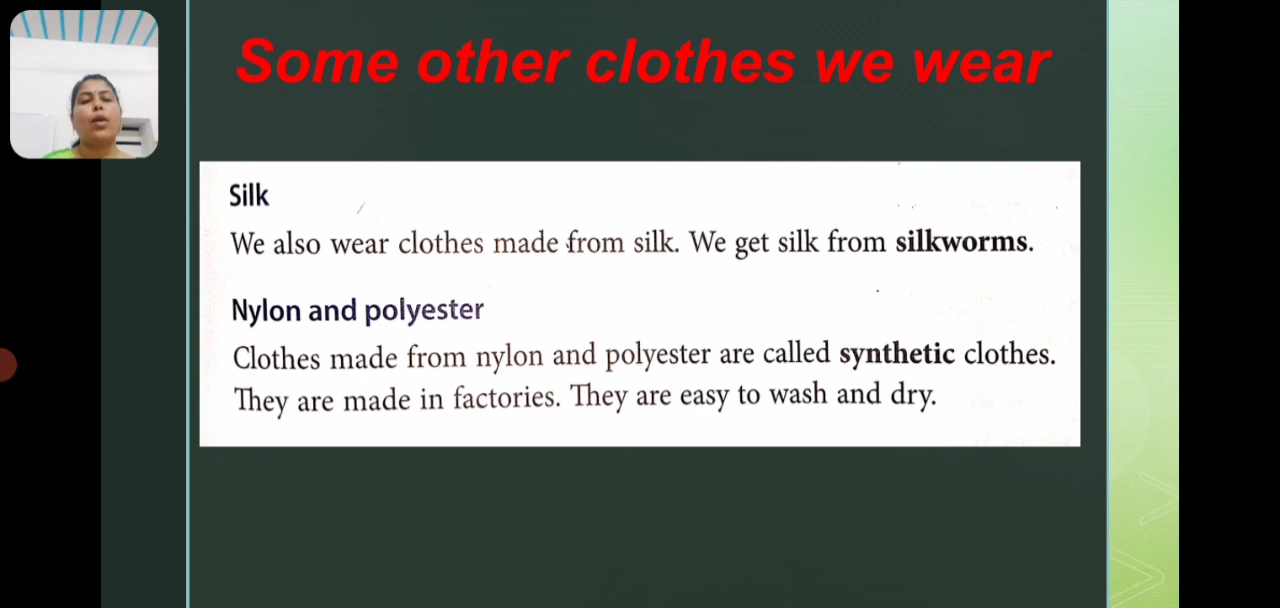 Some other clothes we wear
Silk
We also wear clothes made from silk. We get silk from silkworms.
Nylon and polyester
Clothes made from nylon and polyester are called synthetic clothes.
They are made in factories. They are easy to wash and dry.